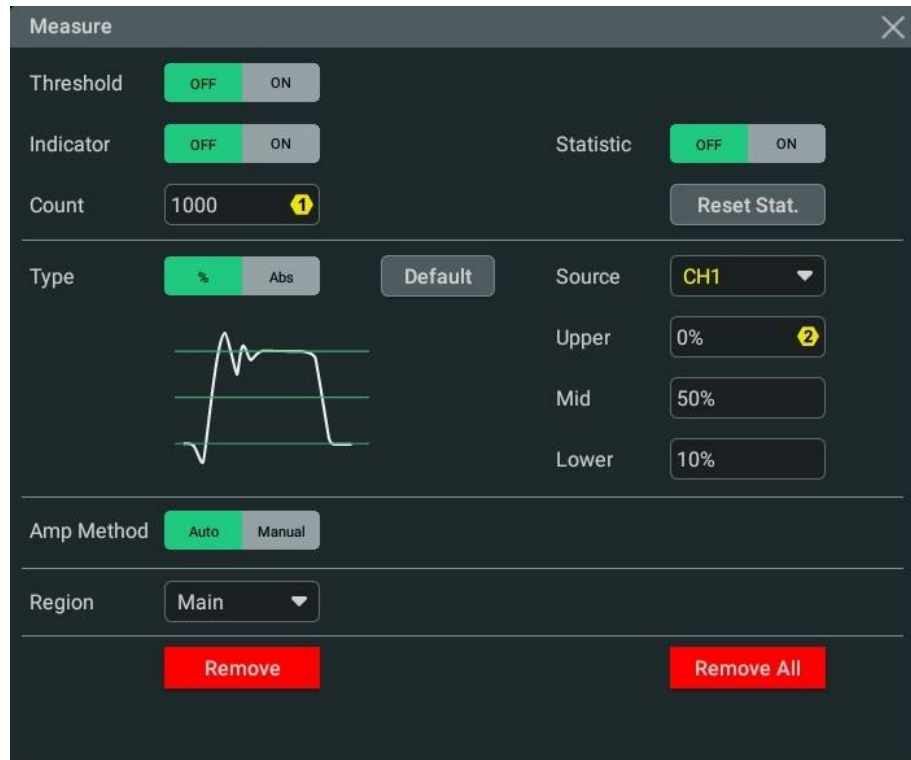 Measure
Threshold OFF ON
Indicator OFF ON Statistic OFF ON
Count 1000 1 Reset Stat.
Type % Abs Default Source CH1
Upper 0% 2
Mid 50%
Lower 10%
Amp Method Auto Manual
Region Main
Remove Remove All